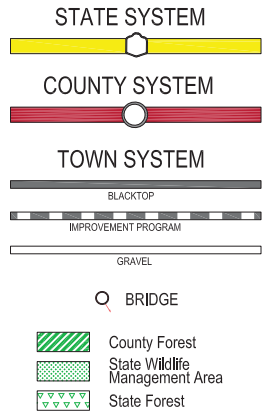 STATE SYSTEM
COUNTY SYSTEM
TOWN SYSTEM
BLACKTOP
IMPROVEMENT PROGRAM
GRAVEL
BRIDGE
County Forest
State Wildlife
Management Area
State Forest